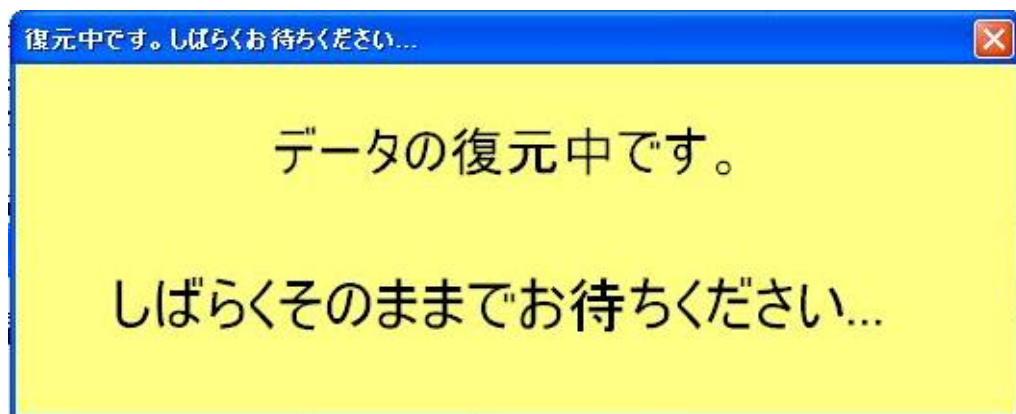 復元中です。しばらくお待ちください...
データの復元中です。
しばらくそのままでお待ちください...